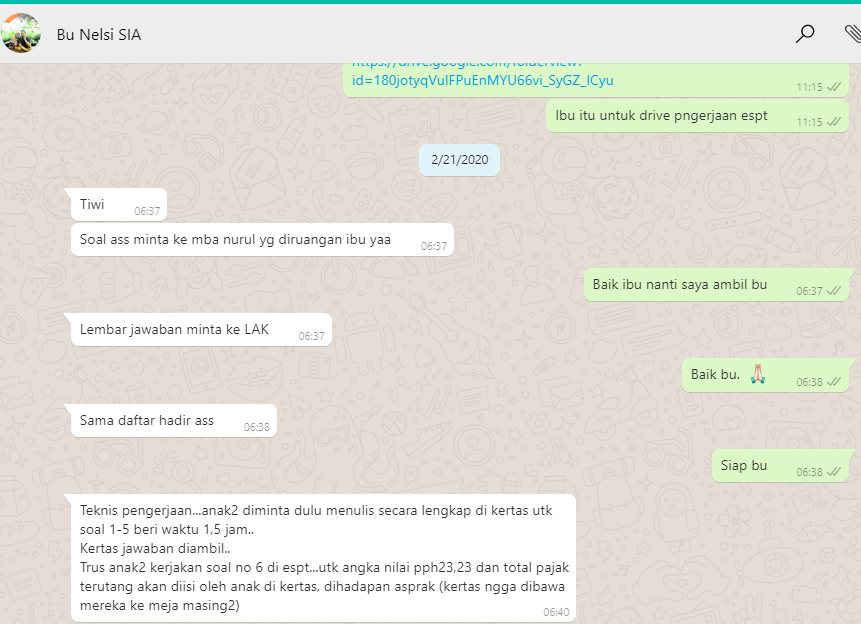 Bu Nelsi SIA
https://drive.google.com/folderview?
id=180jotyqVulFPuEnMYU66vi_SyGZ_ICyu
11:15
Ibu itu untuk drive pngerjaan espt
11:15
2/21/2020
Tiwi
06:37
Soal ass minta ke mba nurul yg diruangan ibu yaa
06:37
Baik ibu nanti saya ambil bu
06:37
Lembar jawaban minta ke LAK
06:37
Baik bu. 🙏🏻
06:38
Sama daftar hadir ass
06:38
Siap bu
06:38
Teknis pengerjaan...anak2 diminta dulu menulis secara lengkap di kertas utk
soal 1-5 beri waktu 1,5 jam..
Kertas jawaban diambil..
Trus anak2 kerjakan soal no 6 di espt...utk angka nilai pph23,23 dan total pajak
terutang akan diisi oleh anak di kertas, dihadapan asprak (kertas ngga dibawa
mereka ke meja masing2)
06:40